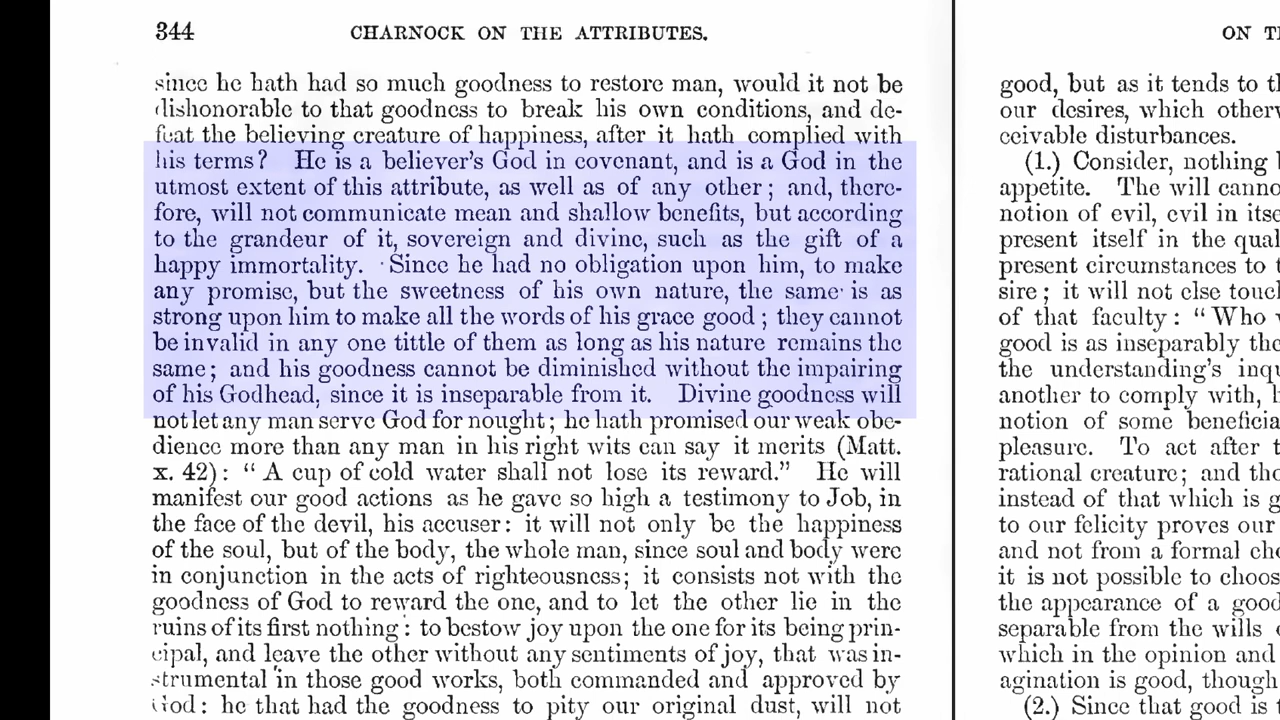 344 CHARNOCK ON THE ATTRIBUTES.
since he hath had so much goodness to restore man, would it not be
dishonorable to that goodness to break his own conditions, and de-
feat the believing creature of happiness, after it hath complied with
his terms? He is a believer's God in covenant, and is a God in the
utmost extent of this attribute, as well as of any other; and, there-
fore, will not communicate mean and shallow benefits, but according
to the grandeur of it, sovereign and divine, such as the gift of a
happy immortality. Since he had no obligation upon him, to make
any promise, but the sweetness of his own nature, the same is as
strong upon him to make all the words of his grace good; they cannot
be invalid in any one tittle of them as long as his nature remains the
same; and his goodness cannot be diminished without the impairing
of his Godhead, since it is inseparable from it. Divine goodness will
not let any man serve God for nought; he hath promised our weak obe-
dience more than any man in his right wits can say it merits (Matt.
x. 42): "A cup of cold water shall not lose its reward." He will
manifest our good actions as he gave so high a testimony to Job, in
the face of the devil, his accuser: it will not only be the happiness
of the soul, but of the body, the whole man, since soul and body were
in conjunction in the acts of righteousness; it consists not with the
goodness of God to reward the one, and to let the other lie in the
ruins of its first nothing: to bestow joy upon the one for its being prin-
cipal, and leave the other without any sentiments of joy, that was in-
strumental in those good works, both commanded and approved by
God: he that had the goodness to pity our original dust, will not
ON
good, but as it tends to
our desires, which
ceivable disturbances.
(1.) Consider, nothing
appetite. The will
notion of evil, evil in
present itself in the
present circumstances to
sire; it will not else
of that faculty: "Who
good is as inseparably
the understanding's
another to comply with,
notion of some
pleasure. To act after
rational creature; and
instead of that which is
to our felicity proves our
and not from a formal
it is not possible to
the appearance of a
separable from the wills
which in the opinion and
agination is good, though
(2.) Since that good is